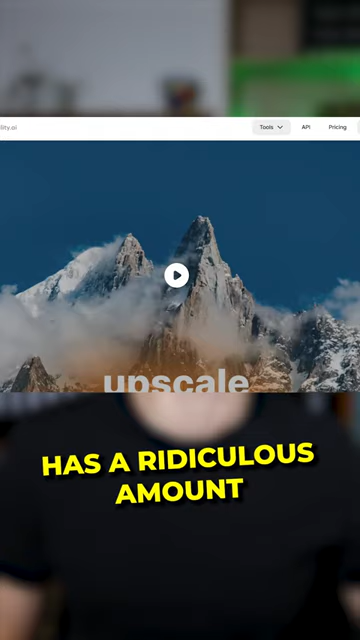 lity.ai
Tools
API
Pricing
upscale
HAS A RIDICULOUS
AMOUNT